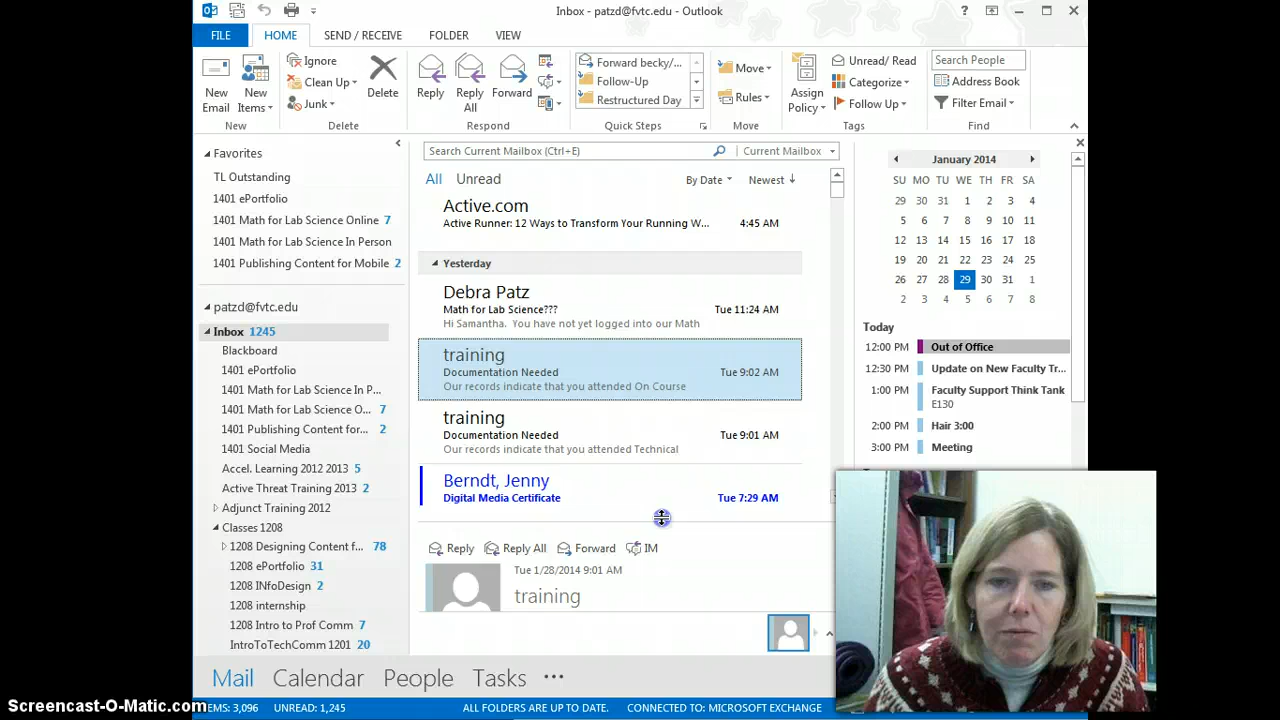 Inbox - patzd@fvtc.edu - Outlook
?
FILE HOME SEND / RECEIVE FOLDER VIEW
New Email
New Items
Ignore
Clean Up
Junk
Delete
Reply
Reply All
Forward
Forward becky/...
Follow-Up
Restructured Day
Move
Rules
Assign Policy
Unread/ Read
Categorize
Follow Up
Search People
Address Book
Filter Email
New Delete Respond Quick Steps Move Tags Find
Favorites
TL Outstanding
1401 ePortfolio
1401 Math for Lab Science Online 7
1401 Math for Lab Science In Person
1401 Publishing Content for Mobile 2
patzd@fvtc.edu
Inbox 1245
Blackboard
1401 ePortfolio
1401 Math for Lab Science In P...
1401 Math for Lab Science O... 7
1401 Publishing Content for... 2
1401 Social Media
Accel. Learning 2012 2013 5
Active Threat Training 2013 2
Adjunct Training 2012
Classes 1208
1208 Designing Content f... 78
1208 ePortfolio 31
1208 INfoDesign 2
1208 internship
1208 Intro to Prof Comm 7
IntroToTechComm 1201 20
Search Current Mailbox (Ctrl+E) Current Mailbox
All Unread By Date Newest
Active.com
Active Runner: 12 Ways to Transform Your Running W... 4:45 AM
Yesterday
Debra Patz
Math for Lab Science??? Tue 11:24 AM
Hi Samantha. You have not yet logged into our Math
training
Documentation Needed Tue 9:02 AM
Our records indicate that you attended On Course
training
Documentation Needed Tue 9:01 AM
Our records indicate that you attended Technical
Berndt, Jenny
Digital Media Certificate Tue 7:29 AM
Reply Reply All Forward IM
Tue 1/28/2014 9:01 AM
training
January 2014
SU MO TU WE TH FR SA
29 30 31 1 2 3 4
5 6 7 8 9 10 11
12 13 14 15 16 17 18
19 20 21 22 23 24 25
26 27 28 29 30 31 1
2 3 4 5 6 7 8
Today
12:00 PM Out of Office
12:30 PM Update on New Faculty Tr...
1:00 PM Faculty Support Think Tank
E130
2:00 PM Hair 3:00
3:00 PM Meeting
Mail Calendar People Tasks ...
Screencast-O-Matic.com
EMS: 3,096 UNREAD: 1,245 ALL FOLDERS ARE UP TO DATE. CONNECTED TO: MICROSOFT EXCHANGE